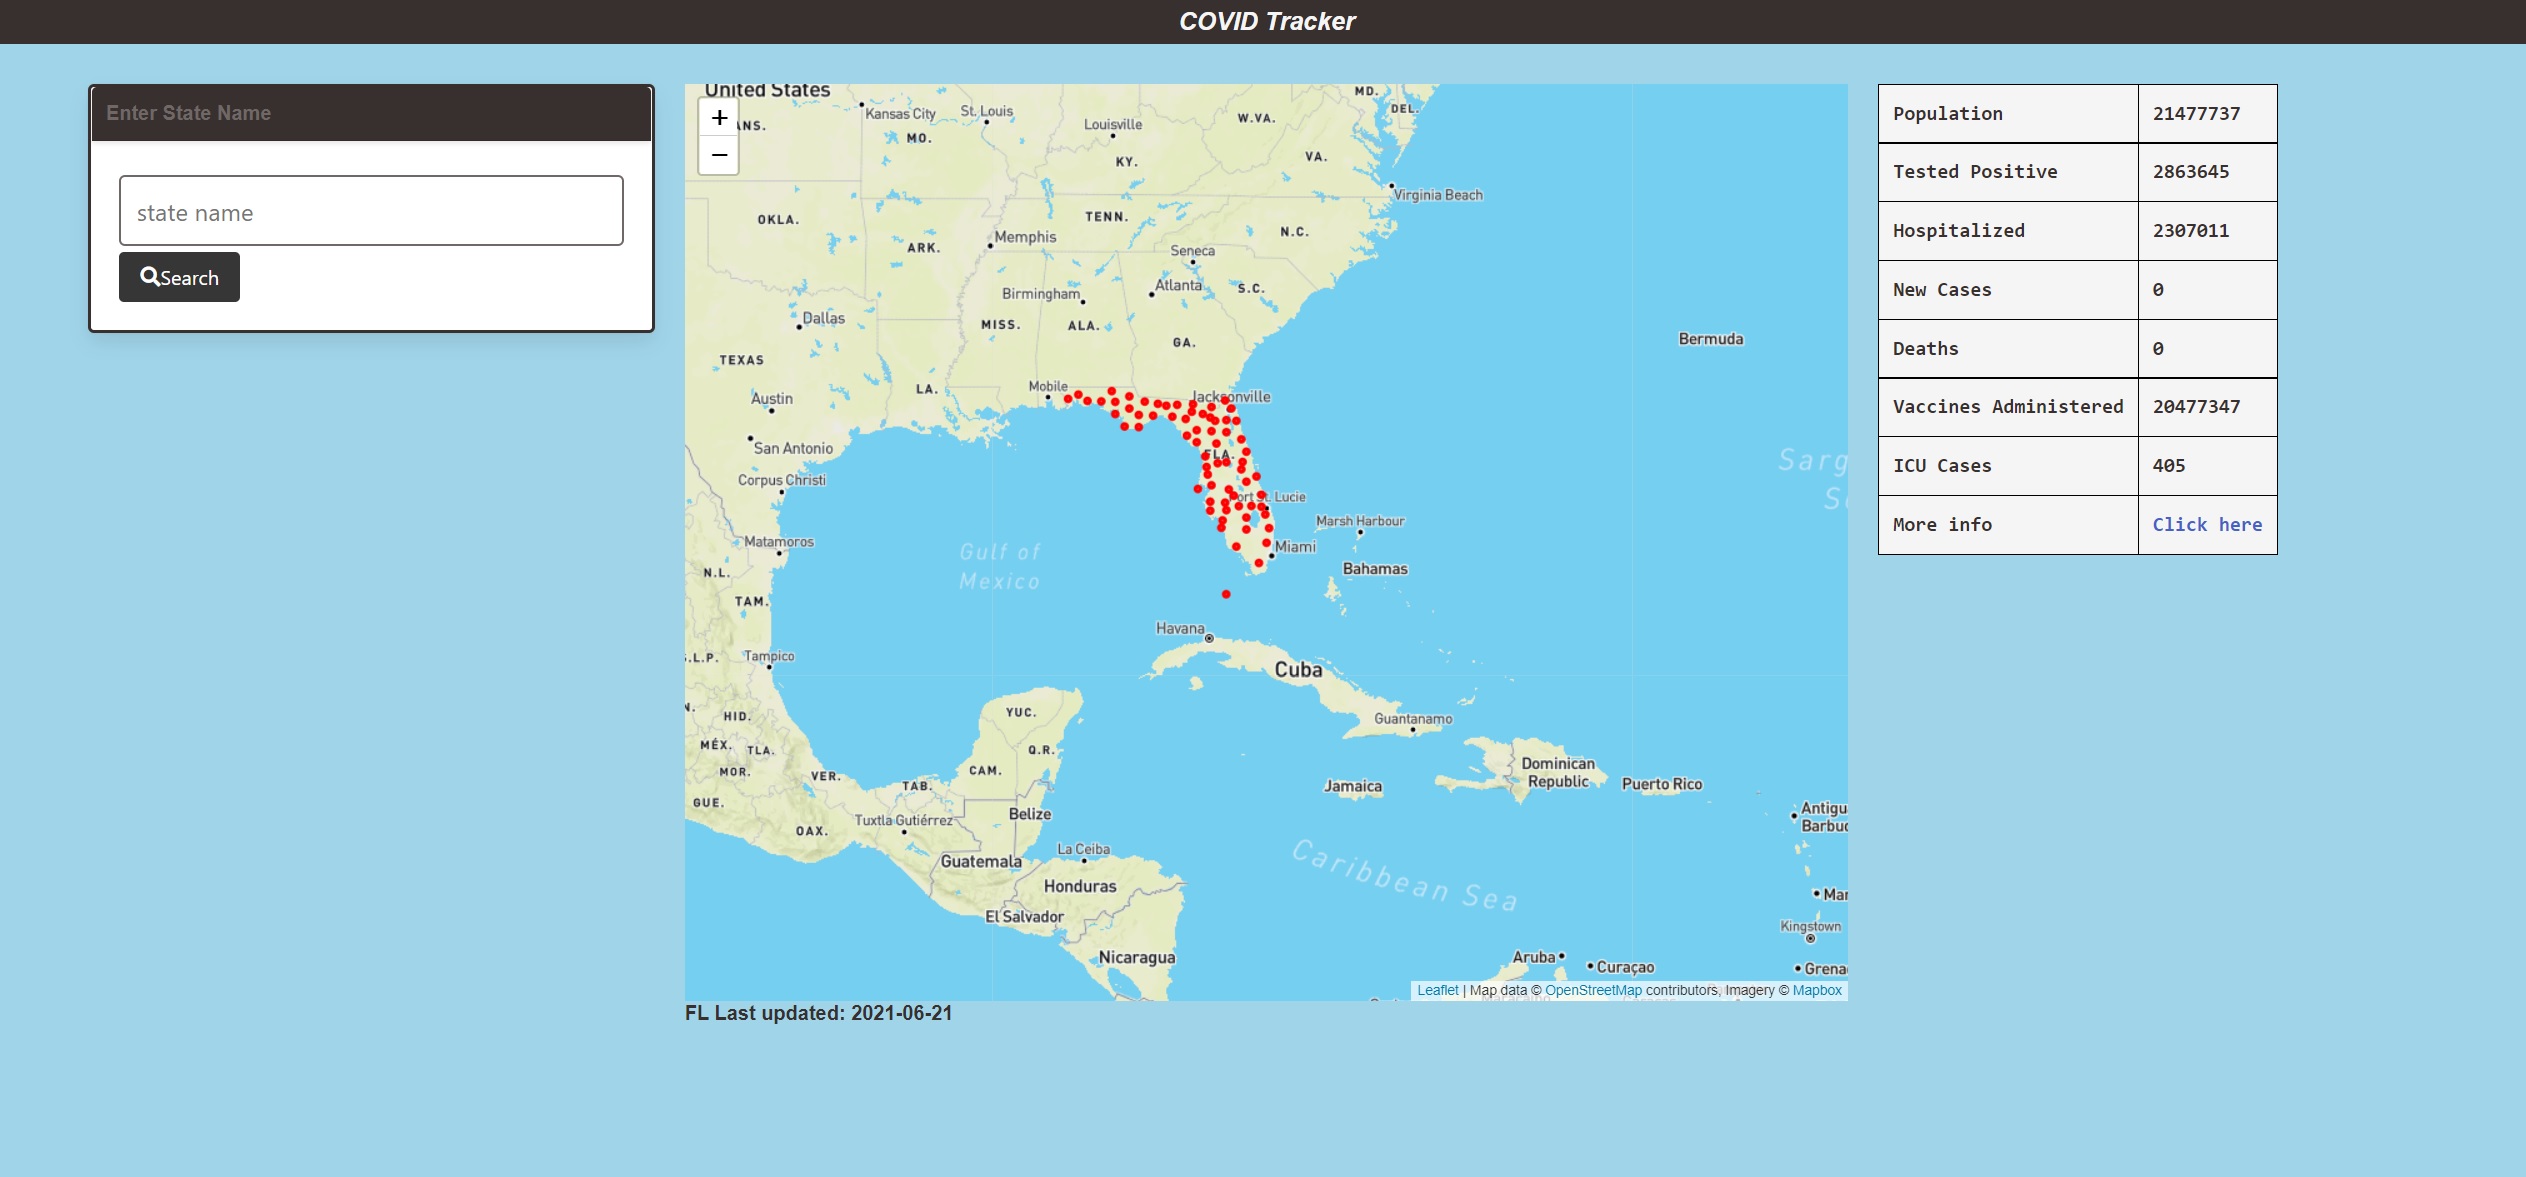 COVID Tracker
Enter State Name
state name
Search
+
−
United States
ANS.
Kansas City
St. Louis
MO.
Louisville
KY.
W.VA.
MD.
DEL.
VA.
Virginia Beach
OKLA.
ARK.
Memphis
TENN.
N.C.
Seneca
Birmingham
Atlanta
S.C.
Dallas
MISS.
ALA.
GA.
TEXAS
LA.
Mobile
Jacksonville
Austin
San Antonio
Corpus Christi
FLA.
Port St. Lucie
Bermuda
Sarg
S
Matamoros
Gulf of
Mexico
Miami
Marsh Harbour
Bahamas
N.L.
TAM.
Havana
.L.P.
Tampico
Cuba
N.
HID.
YUC.
Guantanamo
MÉX.
TLA.
Q.R.
MOR.
VER.
TAB.
CAM.
Jamaica
Dominican
Republic
Puerto Rico
GUE.
OAX.
Tuxtla Gutiérrez
Belize
Antigu
Barbuc
Guatemala
La Ceiba
Caribbean Sea
Honduras
El Salvador
Mar
Kingstown
Nicaragua
Aruba
Curaçao
Grena
Leaflet | Map data © OpenStreetMap contributors, Imagery © Mapbox
FL Last updated: 2021-06-21
Population 21477737
Tested Positive 2863645
Hospitalized 2307011
New Cases 0
Deaths 0
Vaccines Administered 20477347
ICU Cases 405
More info Click here